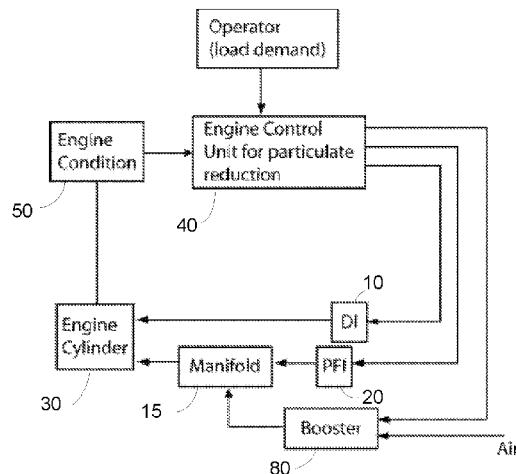 Operator
(load demand)
Engine Control
Unit for particulate
reduction
40
Engine
Condition
50
10
DI
Engine
Cylinder
30
Manifold
15
PFI
20
Booster
80
Air